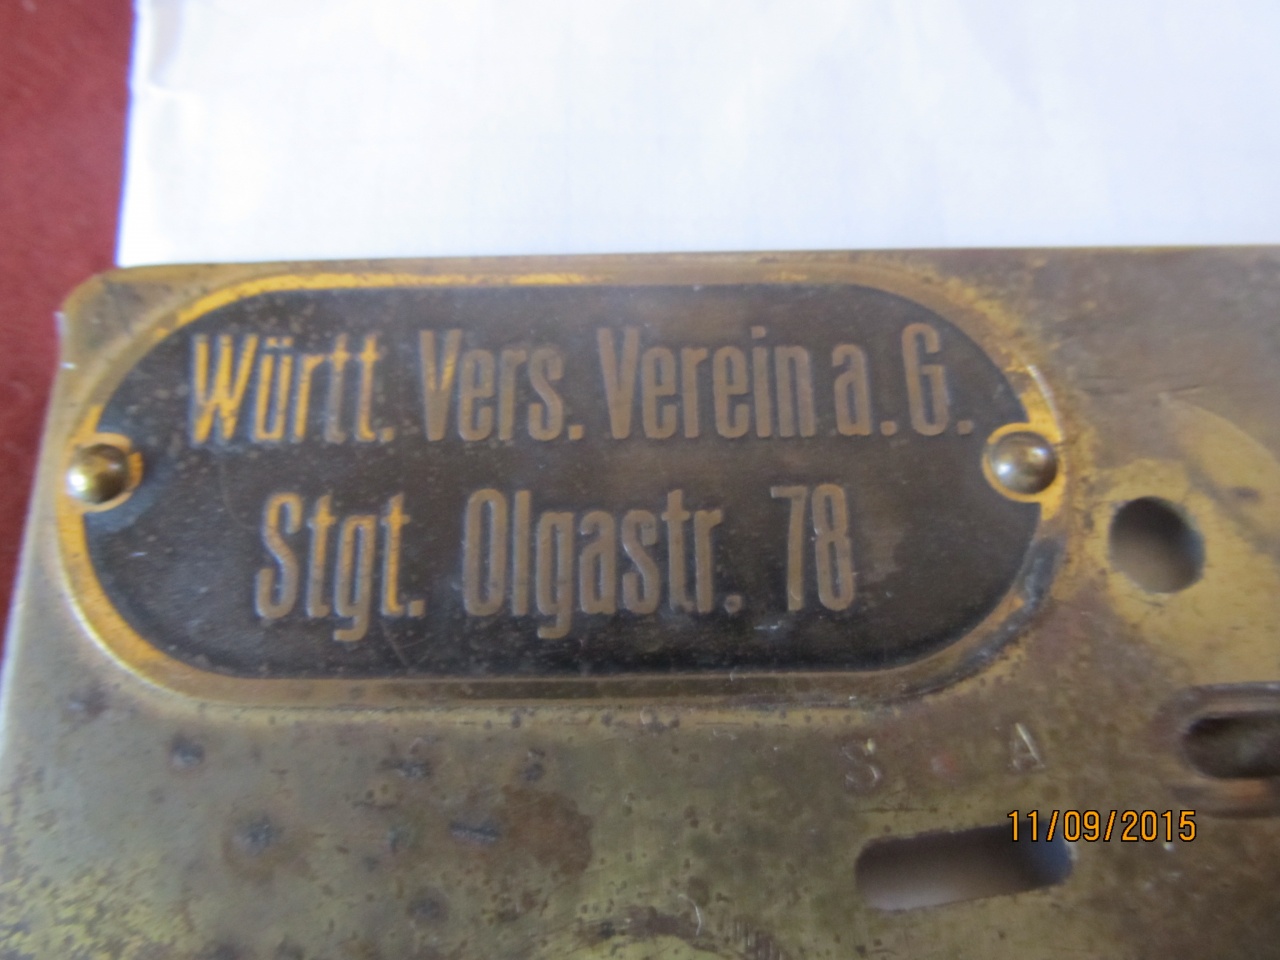 Württ. Vers. Verein a. G.
Stgt. Olgastr. 78
S A
11/09/2015